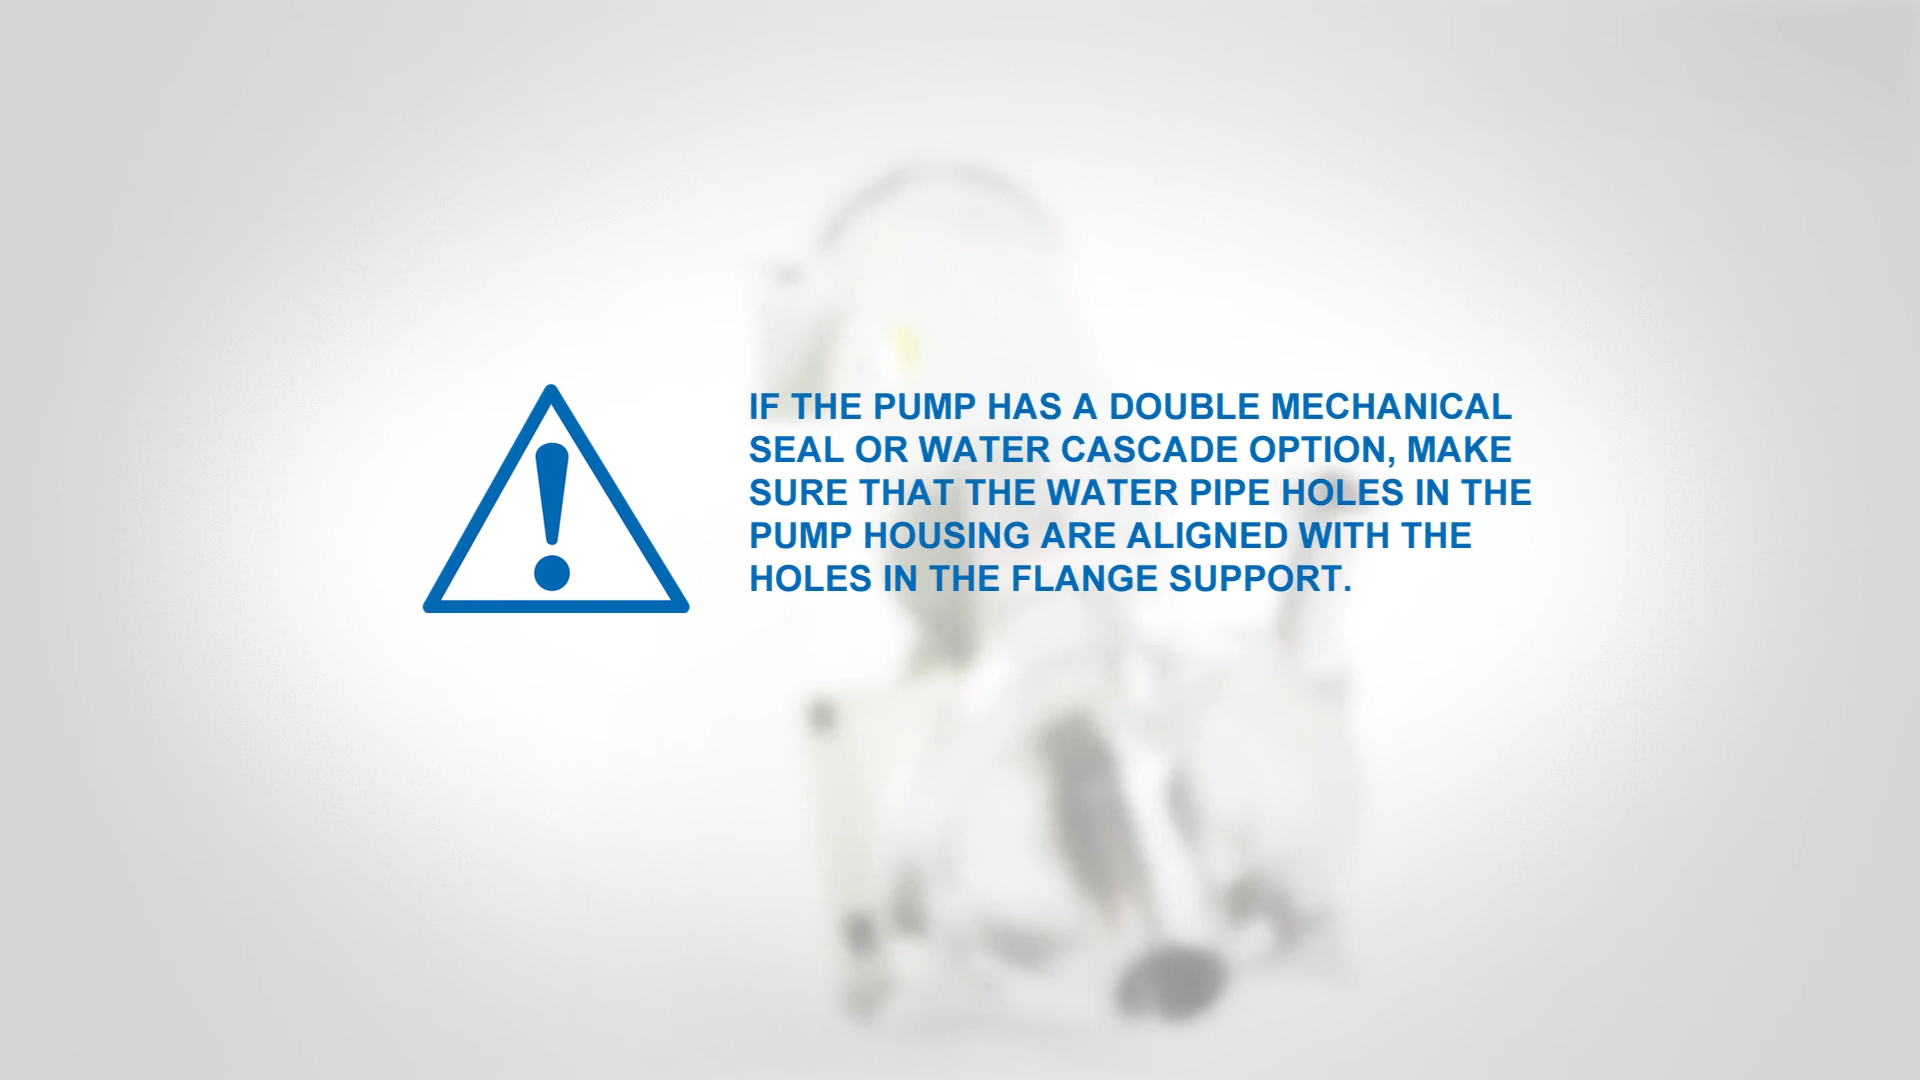 IF THE PUMP HAS A DOUBLE MECHANICAL
SEAL OR WATER CASCADE OPTION, MAKE
SURE THAT THE WATER PIPE HOLES IN THE
PUMP HOUSING ARE ALIGNED WITH THE
HOLES IN THE FLANGE SUPPORT.